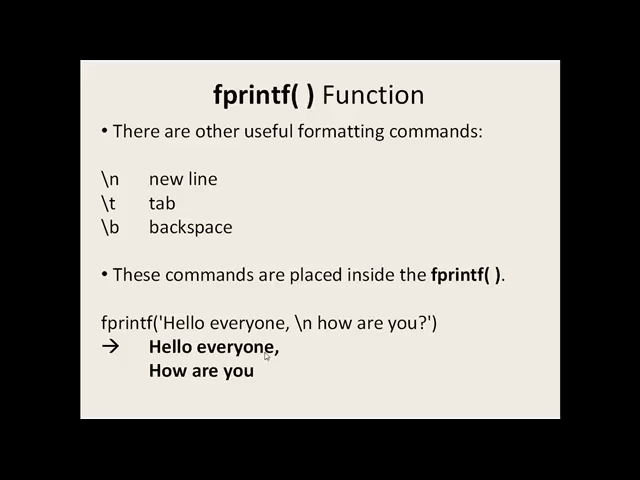 fprintf( ) Function
• There are other useful formatting commands:
\n new line
\t tab
\b backspace
• These commands are placed inside the fprintf( ).
fprintf('Hello everyone, \n how are you?')
→ Hello everyone,
How are you